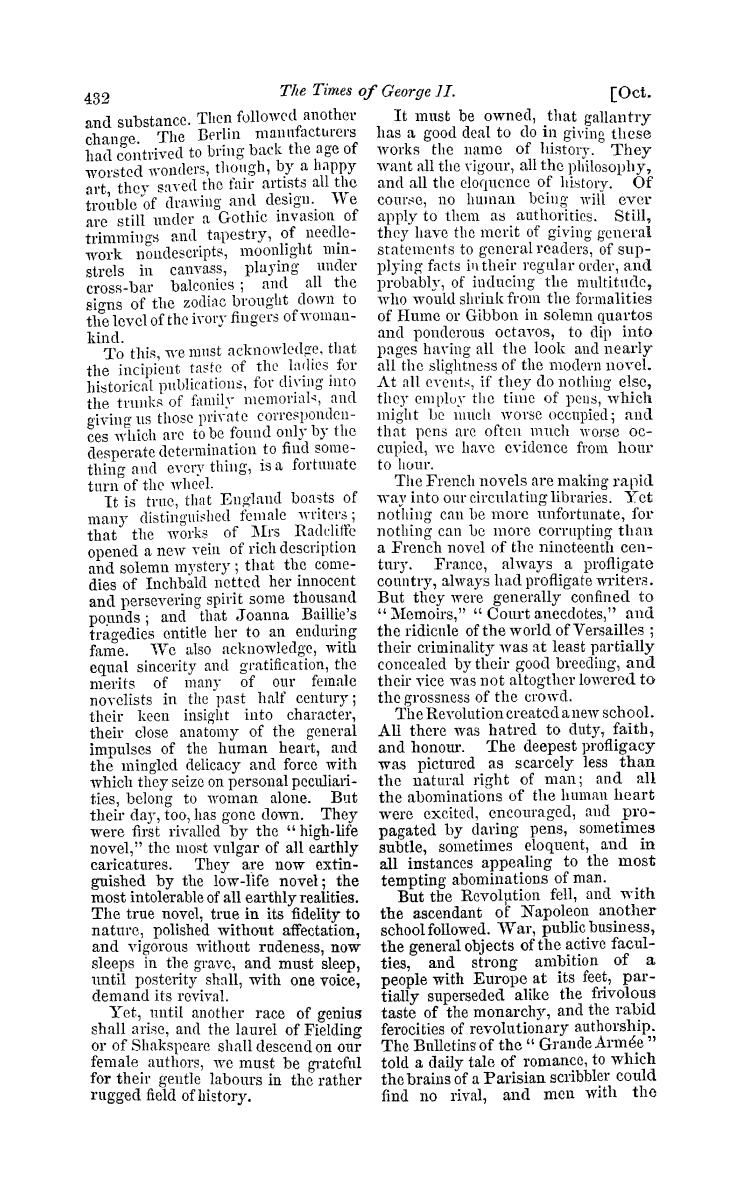 432 The Times of George II. [Oct.
and substance. Then followed another
change. The Berlin manufacturers
had contrived to bring back the age of
worsted wonders, though, by a happy
art, they saved the fair artists all the
trouble of drawing and design. We
are still under a Gothic invasion of
trimmings and tapestry, of needle-
work nondescripts, moonlight min-
strels in canvass, playing under
cross-bar balconies; and all the
signs of the zodiac brought down to
the level of the ivory fingers of woman-
kind.
To this, we must acknowledge, that
the incipient taste of the ladies for
historical publications, for diving into
the trunks of family memorials, and
giving us those private corresponden-
ces which are to be found only by the
desperate determination to find some-
thing and every thing, is a fortunate
turn of the wheel.
It is true, that England boasts of
many distinguished female writers;
that the works of Mrs Radcliffe
opened a new vein of rich description
and solemn mystery; that the come-
dies of Inchbald netted her innocent
and persevering spirit some thousand
pounds; and that Joanna Baillie's
tragedies entitle her to an enduring
fame. We also acknowledge, with
equal sincerity and gratification, the
merits of many of our female
novelists in the past half century;
their keen insight into character,
their close anatomy of the general
impulses of the human heart, and
the mingled delicacy and force with
which they seize on personal peculiari-
ties, belong to woman alone. But
their day, too, has gone down. They
were first rivalled by the "high-life
novel," the most vulgar of all earthly
caricatures. They are now extin-
guished by the low-life novel; the
most intolerable of all earthly realities.
The true novel, true in its fidelity to
nature, polished without affectation,
and vigorous without rudeness, now
sleeps in the grave, and must sleep,
until posterity shall, with one voice,
demand its revival.
Yet, until another race of genius
shall arise, and the laurel of Fielding
or of Shakspeare shall descend on our
female authors, we must be grateful
for their gentle labours in the rather
rugged field of history.
It must be owned, that gallantry
has a good deal to do in giving these
works the name of history. They
want all the vigour, all the philosophy,
and all the eloquence of history. Of
course, no human being will ever
apply to them as authorities. Still,
they have the merit of giving general
statements to general readers, of sup-
plying facts in their regular order, and
probably, of inducing the multitude,
who would shrink from the formalities
of Hume or Gibbon in solemn quartos
and ponderous octavos, to dip into
pages having all the look and nearly
all the slightness of the modern novel.
At all events, if they do nothing else,
they employ the time of pens, which
might be much worse occupied; and
that pens are often much worse oc-
cupied, we have evidence from hour
to hour.
The French novels are making rapid
way into our circulating libraries. Yet
nothing can be more unfortunate, for
nothing can be more corrupting than
a French novel of the nineteenth cen-
tury. France, always a profligate
country, always had profligate writers.
But they were generally confined to
"Memoirs," "Court anecdotes," and
the ridicule of the world of Versailles;
their criminality was at least partially
concealed by their good breeding, and
their vice was not altogther lowered to
the grossness of the crowd.
The Revolution created a new school.
All there was hatred to duty, faith,
and honour. The deepest profligacy
was pictured as scarcely less than
the natural right of man; and all
the abominations of the human heart
were excited, encouraged, and pro-
pagated by daring pens, sometimes
subtle, sometimes eloquent, and in
all instances appealing to the most
tempting abominations of man.
But the Revolution fell, and with
the ascendant of Napoleon another
school followed. War, public business,
the general objects of the active facul-
ties, and strong ambition of a
people with Europe at its feet, par-
tially superseded alike the frivolous
taste of the monarchy, and the rabid
ferocities of revolutionary authorship.
The Bulletins of the "Grande Armée"
told a daily tale of romance, to which
the brains of a Parisian scribbler could
find no rival, and men with the